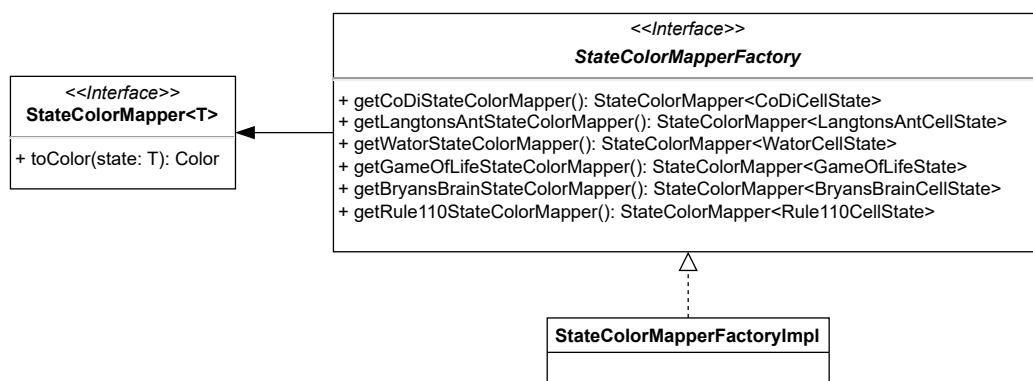 <<Interface>>
StateColorMapperFactory
<<Interface>>
StateColorMapper<T>
+ toColor(state: T): Color
+ getCoDiStateColorMapper(): StateColorMapper<CoDiCellState>
+ getLangtonsAntStateColorMapper(): StateColorMapper<LangtonsAntCellState>
+ getWatorStateColorMapper(): StateColorMapper<WatorCellState>
+ getGameOfLifeStateColorMapper(): StateColorMapper<GameOfLifeState>
+ getBryansBrainStateColorMapper(): StateColorMapper<BryansBrainCellState>
+ getRule110StateColorMapper(): StateColorMapper<Rule110CellState>
StateColorMapperFactoryImpl